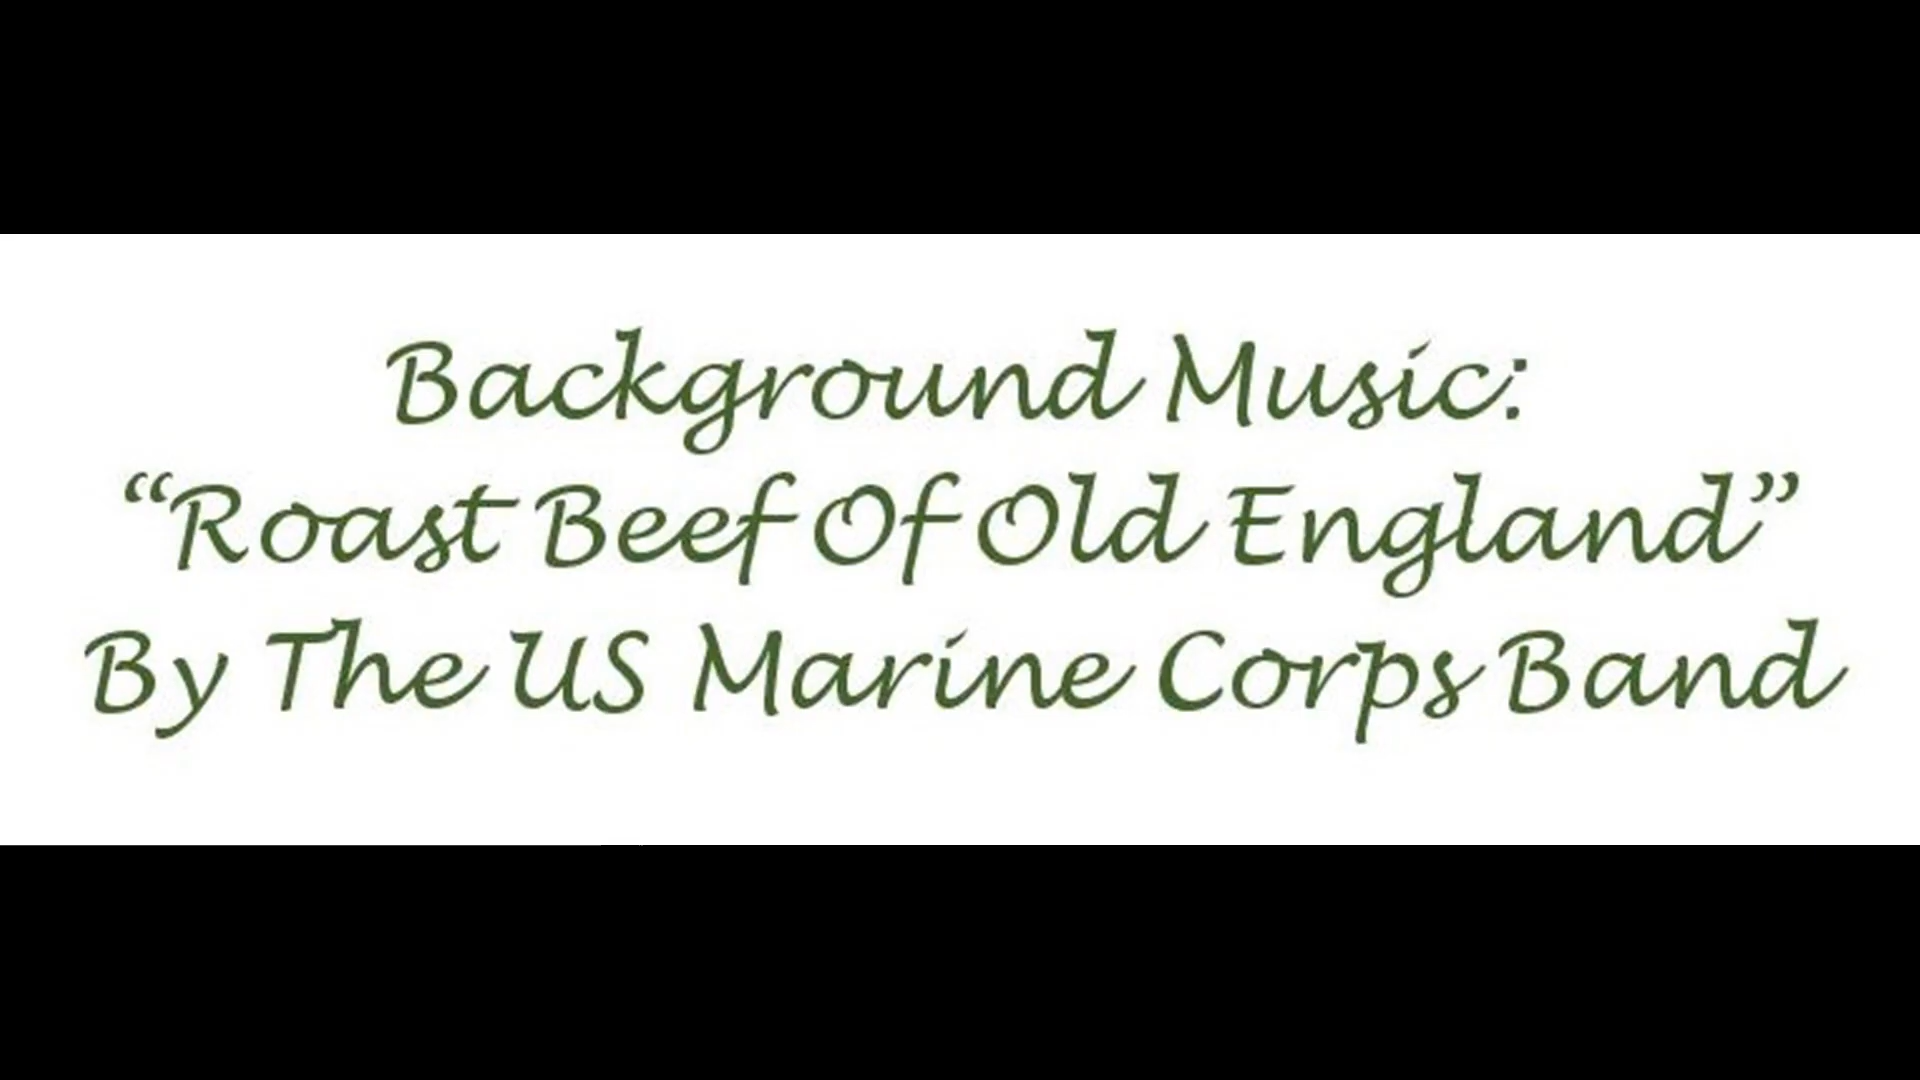 Background Music:
“Roast Beef Of Old England”
By The US Marine Corps Band